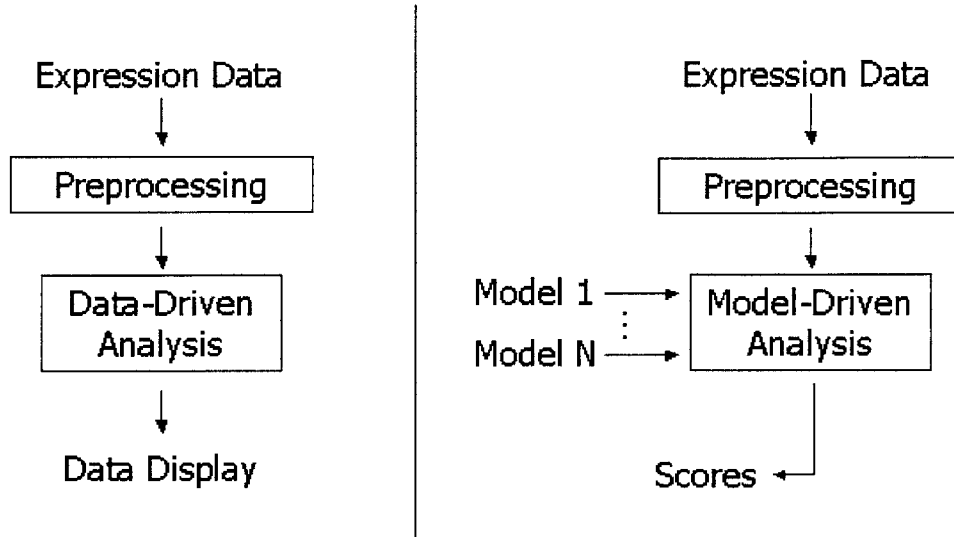 Expression Data
Preprocessing
Data-Driven
Analysis
Data Display
Expression Data
Preprocessing
Model 1
⋮
Model N
Model-Driven
Analysis
Scores